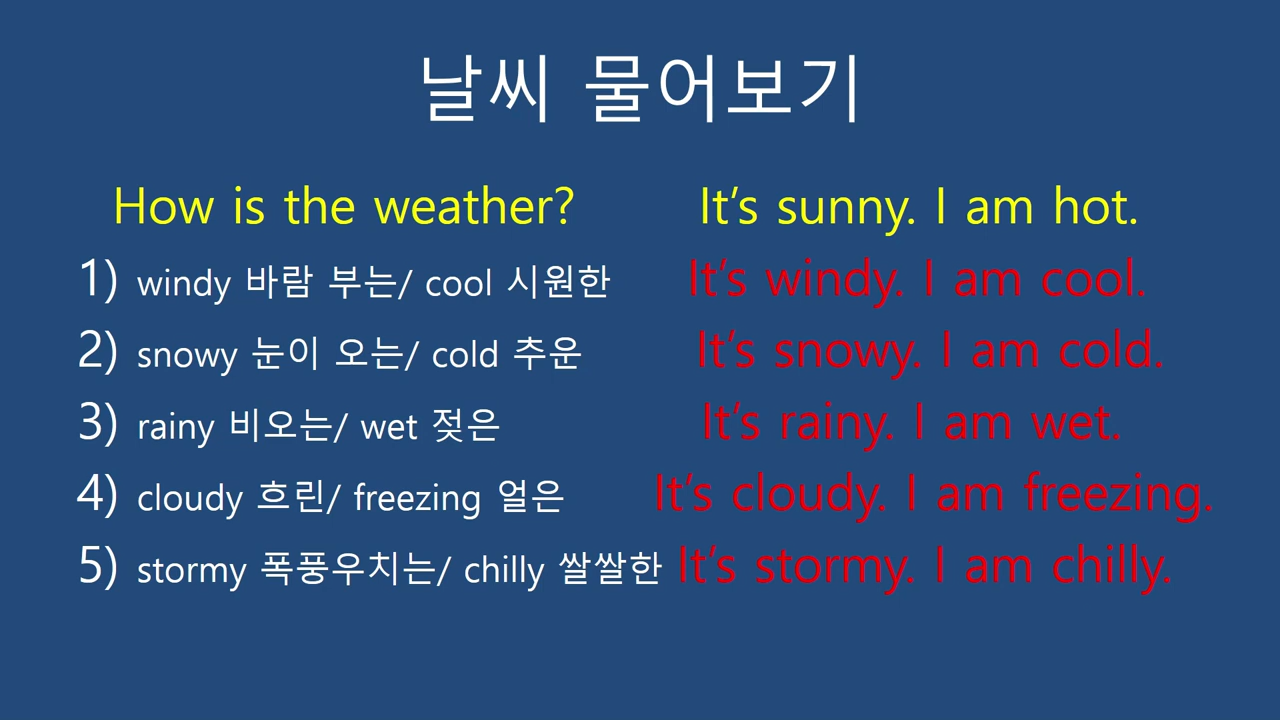 날씨 물어보기
How is the weather? It’s sunny. I am hot.
1) windy 바람 부는/ cool 시원한 It’s windy. I am cool.
2) snowy 눈이 오는/ cold 추운 It’s snowy. I am cold.
3) rainy 비오는/ wet 젖은 It’s rainy. I am wet.
4) cloudy 흐린/ freezing 얼은 It’s cloudy. I am freezing.
5) stormy 폭풍우치는/ chilly 쌀쌀한 It’s stormy. I am chilly.